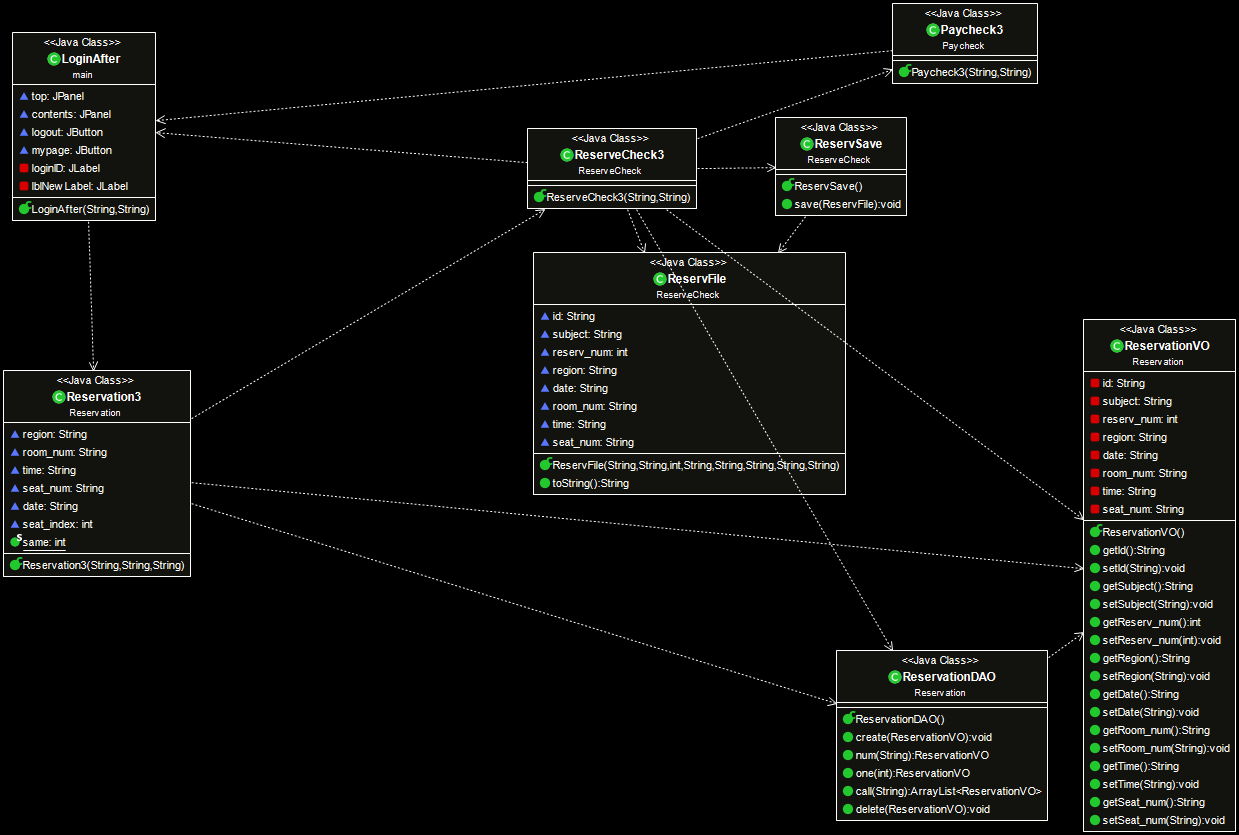 <<Java Class>>
LoginAfter
main
top: JPanel
contents: JPanel
logout: JButton
mypage: JButton
loginID: JLabel
lblNewLabel: JLabel
LoginAfter(String,String)
<<Java Class>>
Paycheck3
Paycheck
Paycheck3(String,String)
<<Java Class>>
ReserveCheck3
ReserveCheck
ReserveCheck3(String,String)
<<Java Class>>
ReservSave
ReserveCheck
ReservSave()
save(ReservFile):void
<<Java Class>>
ReservFile
ReserveCheck
id: String
subject: String
reserv_num: int
region: String
date: String
room_num: String
time: String
seat_num: String
ReservFile(String,String,int,String,String,String,String,String)
toString():String
<<Java Class>>
Reservation3
Reservation
region: String
room_num: String
time: String
seat_num: String
date: String
seat_index: int
same: int
Reservation3(String,String,String)
<<Java Class>>
ReservationVO
Reservation
id: String
subject: String
reserv_num: int
region: String
date: String
room_num: String
time: String
seat_num: String
ReservationVO()
getId():String
setId(String):void
getSubject():String
setSubject(String):void
getReserv_num():int
setReserv_num(int):void
getRegion():String
setRegion(String):void
getDate():String
setDate(String):void
getRoom_num():String
setRoom_num(String):void
getTime():String
setTime(String):void
getSeat_num():String
setSeat_num(String):void
<<Java Class>>
ReservationDAO
Reservation
ReservationDAO()
create(ReservationVO):void
num(String):ReservationVO
one(int):ReservationVO
call(String):ArrayList<ReservationVO>
delete(ReservationVO):void